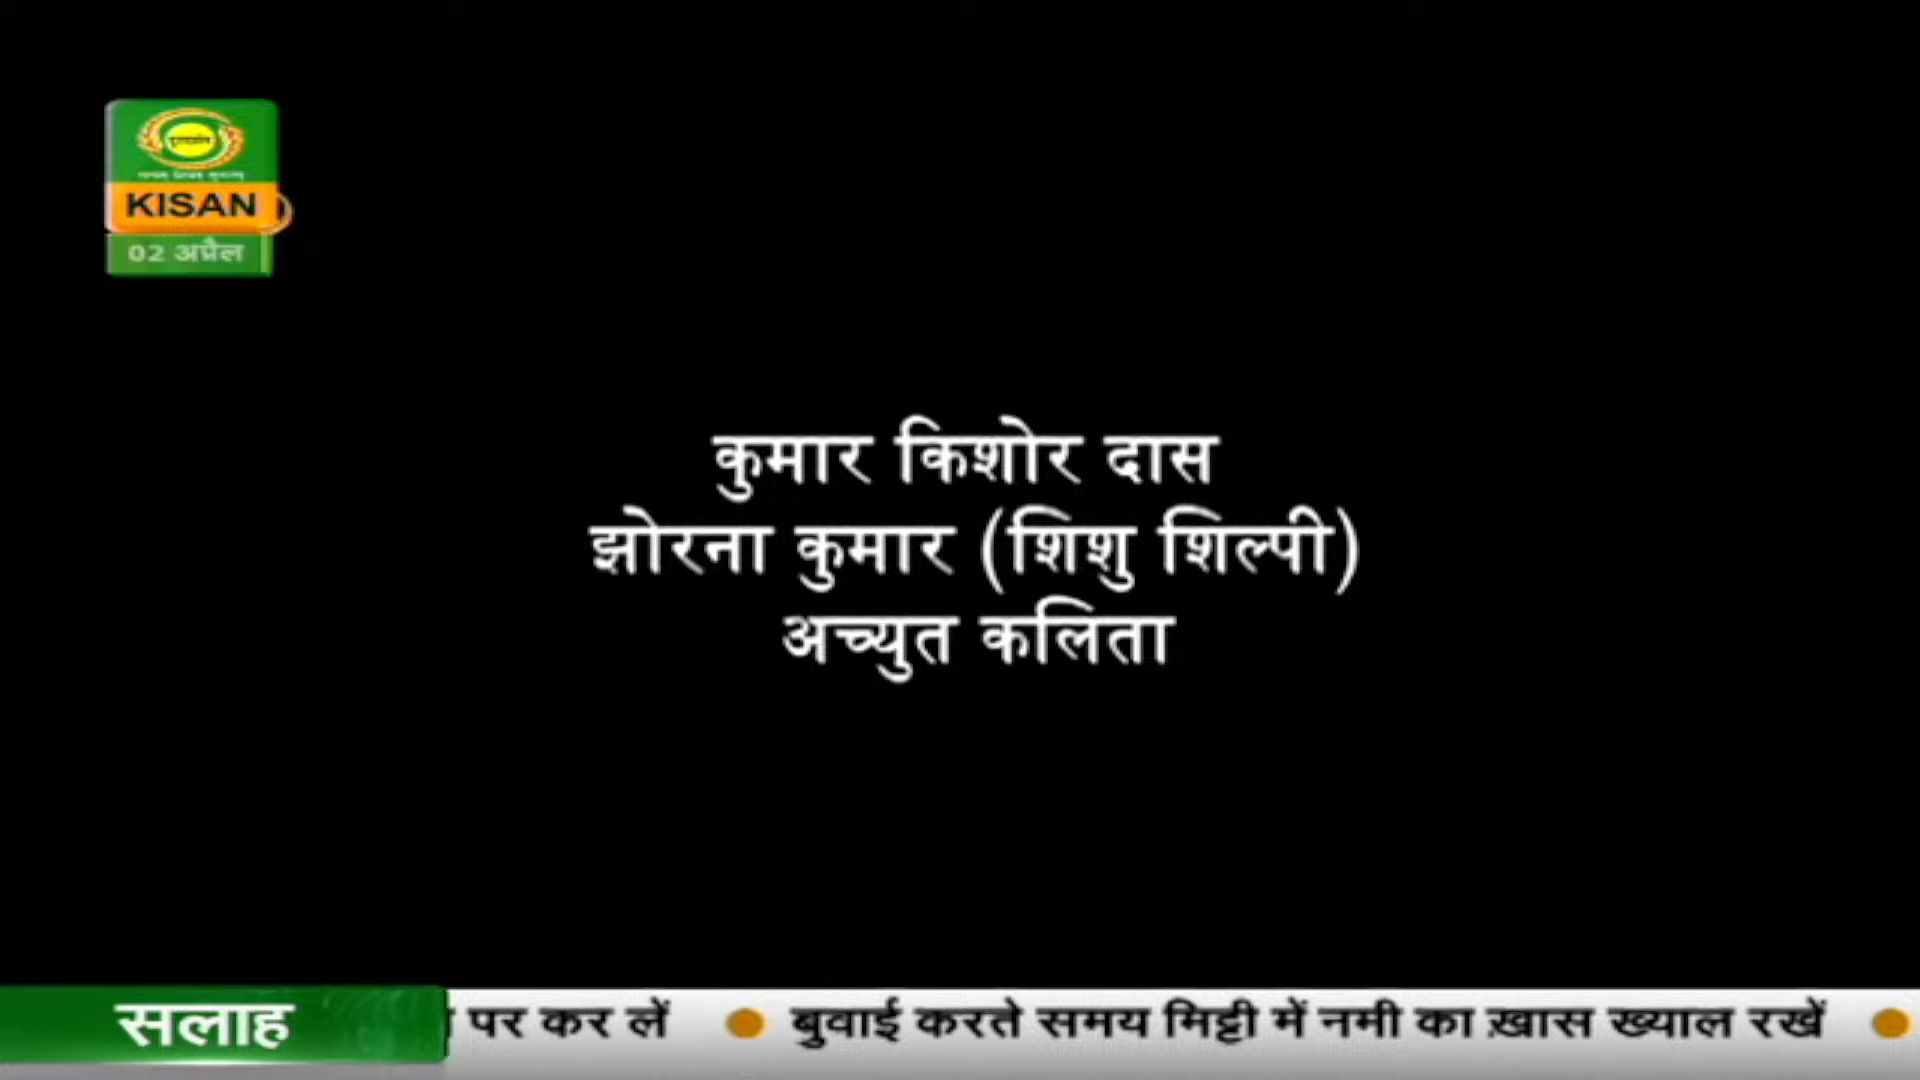 KISAN
02 अप्रैल
कुमार किशोर दास
झोरना कुमार (शिशु शिल्पी)
अच्युत कलिता
सलाह
पर कर लें
बुवाई करते समय मिट्टी में नमी का ख़ास ख्याल रखें